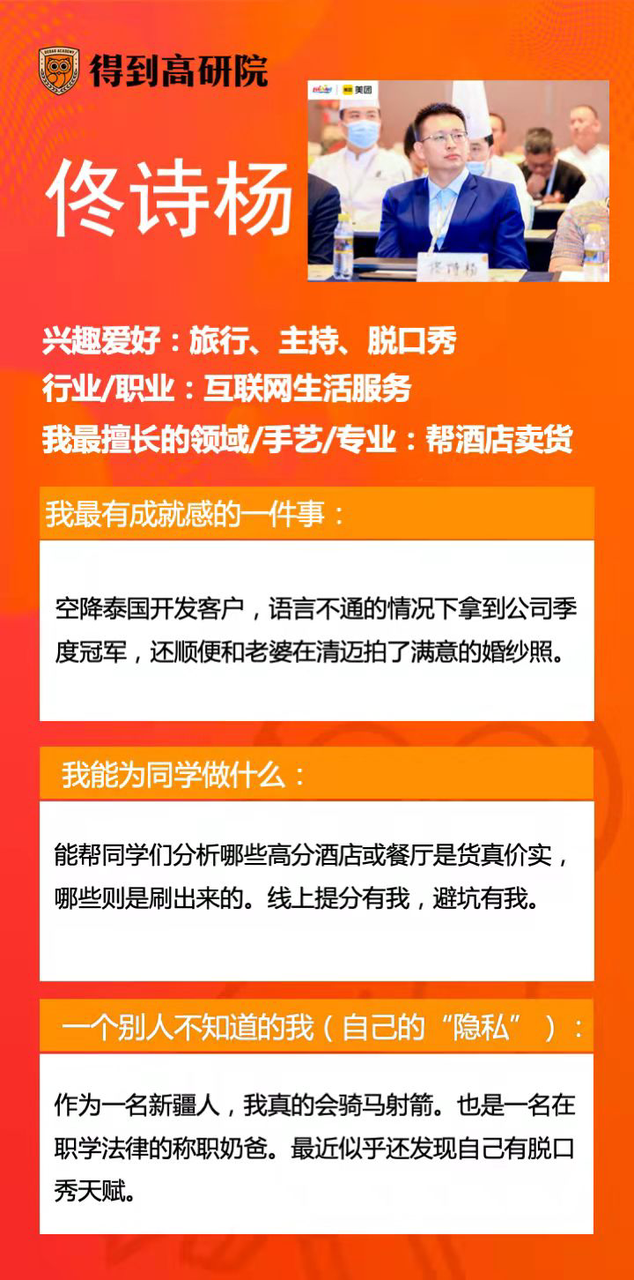 得到高研院
美团
佟诗杨
佟诗杨
兴趣爱好：旅行、主持、脱口秀
行业/职业：互联网生活服务
我最擅长的领域/手艺/专业：帮酒店卖货
我最有成就感的一件事：
空降泰国开发客户，语言不通的情况下拿到公司季
度冠军，还顺便和老婆在清迈拍了满意的婚纱照。
我能为同学做什么：
能帮同学们分析哪些高分酒店或餐厅是货真价实，
哪些则是刷出来的。线上提分有我，避坑有我。
一个别人不知道的我（自己的“隐私”）：
作为一名新疆人，我真的会骑马射箭。也是一名在
职学法律的称职奶爸。最近似乎还发现自己有脱口
秀天赋。